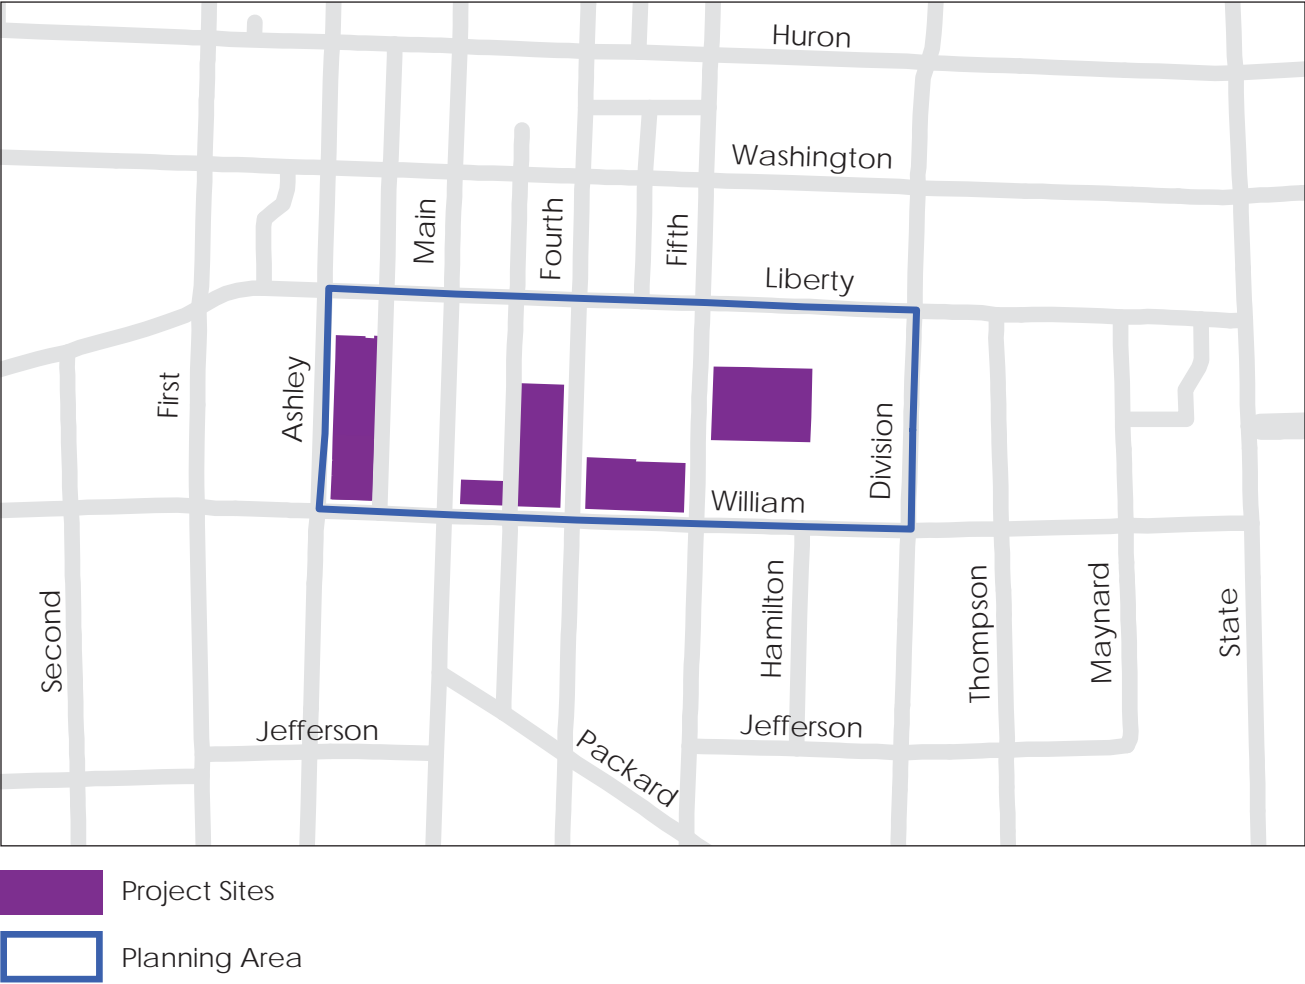 Huron
Washington
Main
Fourth
Fifth
Liberty
First
Ashley
Division
William
Second
Hamilton
Thompson
Maynard
State
Jefferson
Jefferson
Packard
Project Sites
Planning Area